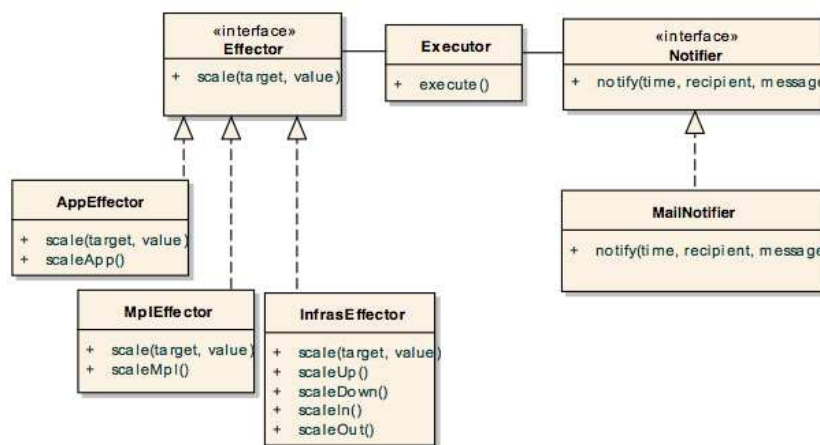 «interface»
Effector
+ scale(target, value)
Executor
+ execute()
«interface»
Notifier
+ notify(time, recipient, message
AppEffector
+ scale(target, value)
+ scaleApp()
MailNotifier
+ notify(time, recipient, message
MplEffector
+ scale(target, value)
+ scaleMpl()
InfrasEffector
+ scale(target, value)
+ scaleUp()
+ scaleDown()
+ scaleIn()
+ scaleOut()